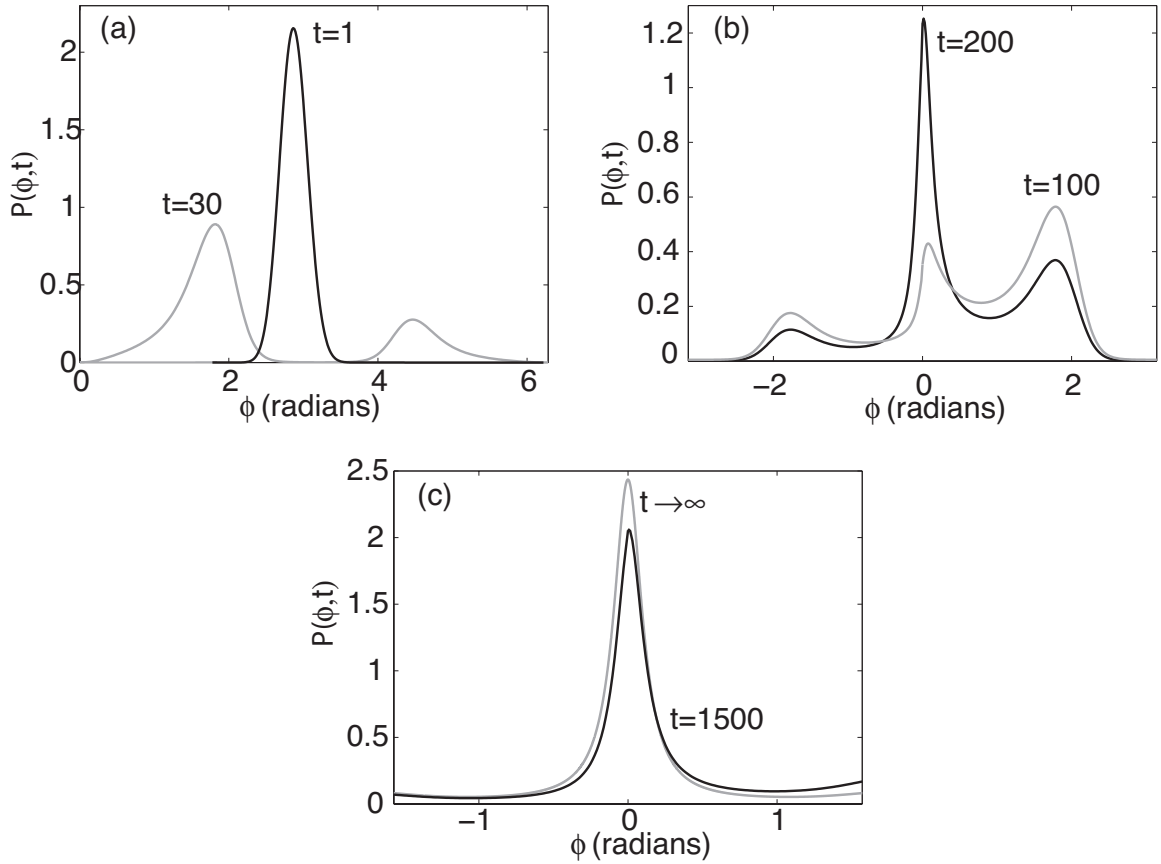 (a)
t=1
t=30
P(ϕ,t)
2
1.5
1
0.5
0
0 2 4 6
ϕ (radians)
(b)
t=200
t=100
P(ϕ,t)
1.2
1
0.8
0.6
0.4
0.2
0
−2 0 2
ϕ (radians)
(c)
t→∞
t=1500
P(ϕ,t)
2.5
2
1.5
1
0.5
0
−1 0 1
ϕ (radians)